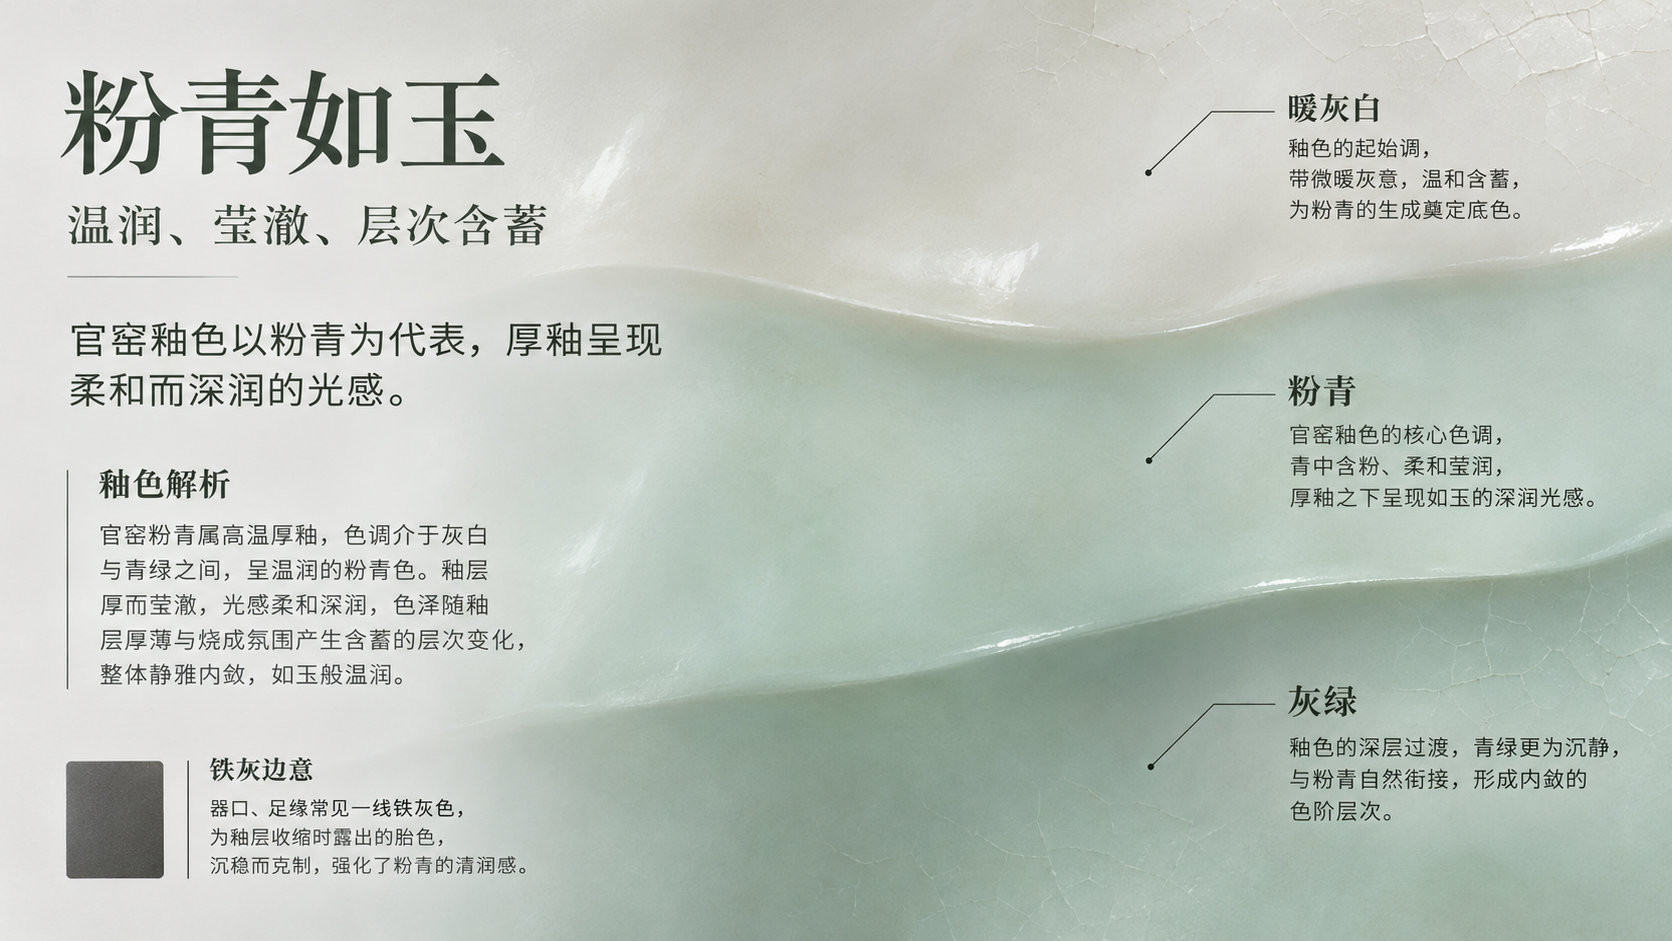 粉青如玉
温润、莹澈、层次含蓄
官窑釉色以粉青为代表，厚釉呈现
柔和而深润的光感。
釉色解析
官窑粉青属高温厚釉，色调介于灰白
与青绿之间，呈温润的粉青色。釉层
厚而莹澈，光感柔和深润，色泽随釉
层厚薄与烧成氛围产生含蓄的层次变化，
整体静雅内敛，如玉般温润。
铁灰边意
器口、足缘常见一线铁灰色，
为釉层收缩时露出的胎色，
沉稳而克制，强化了粉青的清润感。
暖灰白
釉色的起始调，
带微暖灰意，温和含蓄，
为粉青的生成奠定底色。
粉青
官窑釉色的核心色调，
青中含粉、柔和莹润，
厚釉之下呈现如玉的深润光感。
灰绿
釉色的深层过渡，青绿更为沉静，
与粉青自然衔接，形成内敛的
色阶层次。